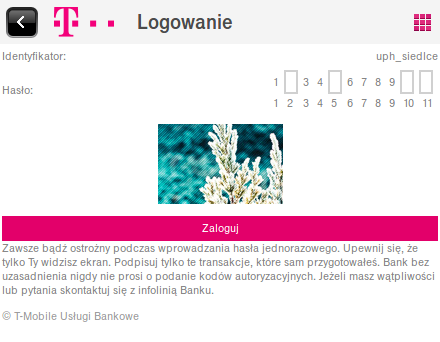 T
Logowanie
Identyfikator: uph_siedlce
1 3 4 6 7 8 9
Hasło:
1 2 3 4 5 6 7 8 9 10 11
Zaloguj
Zawsze bądź ostrożny podczas wprowadzania hasła jednorazowego. Upewnij się, że
tylko Ty widzisz ekran. Podpisuj tylko te transakcje, które sam przygotowałeś. Bank bez
uzasadnienia nigdy nie prosi o podanie kodów autoryzacyjnych. Jeżeli masz wątpliwości
lub pytania skontaktuj się z infolinią Banku.
© T-Mobile Usługi Bankowe